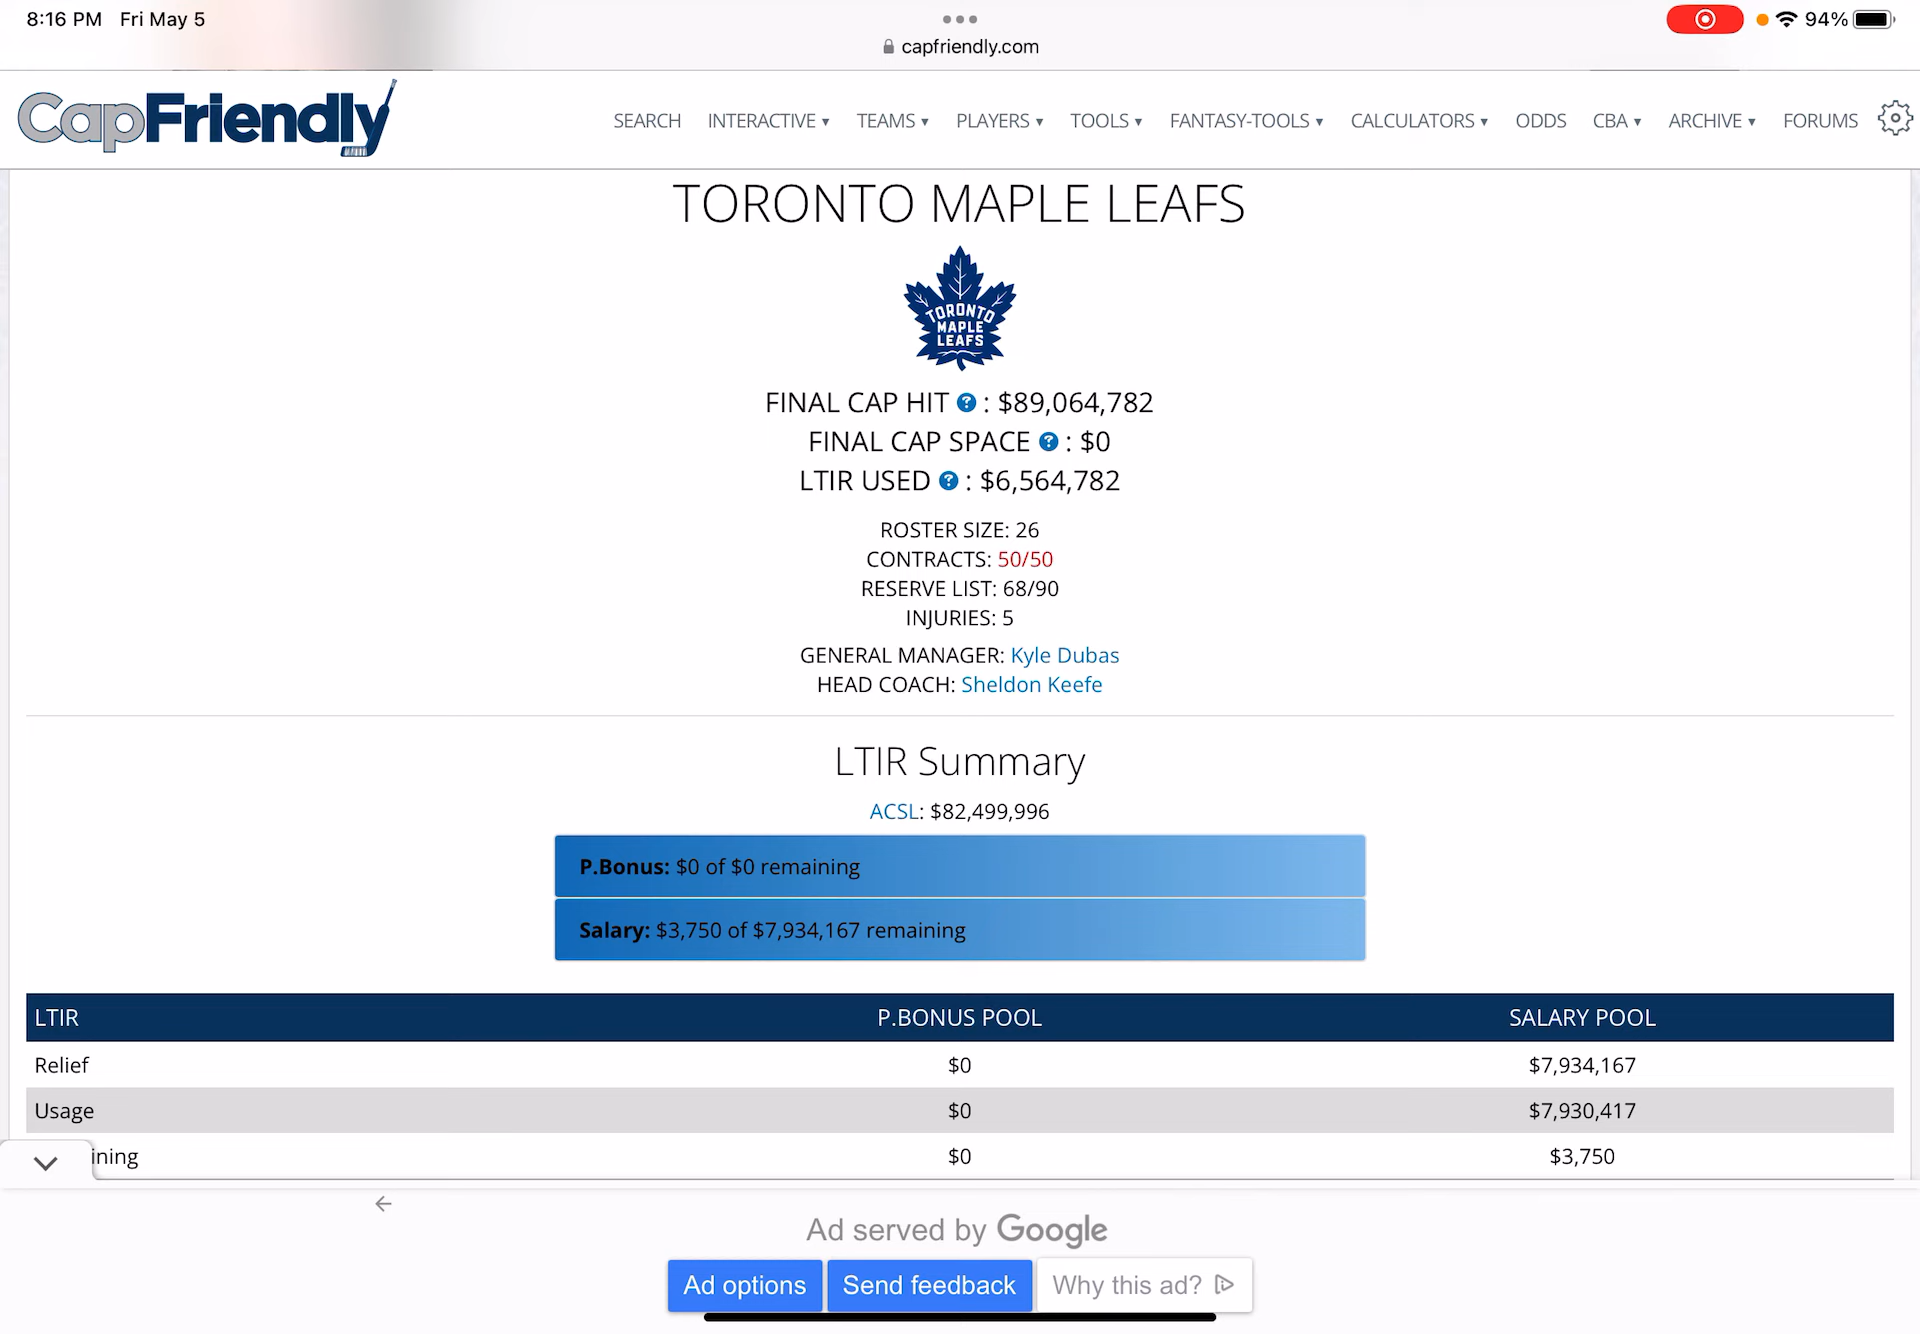 8:16 PM Fri May 5
94%
capfriendly.com
CapFriendly
SEARCH INTERACTIVE ▾ TEAMS ▾ PLAYERS ▾ TOOLS ▾ FANTASY-TOOLS ▾ CALCULATORS ▾ ODDS CBA ▾ ARCHIVE ▾ FORUMS
TORONTO MAPLE LEAFS
TORONTO
MAPLE
LEAFS
FINAL CAP HIT ? : $89,064,782
FINAL CAP SPACE ? : $0
LTIR USED ? : $6,564,782
ROSTER SIZE: 26
CONTRACTS: 50/50
RESERVE LIST: 68/90
INJURIES: 5
GENERAL MANAGER: Kyle Dubas
HEAD COACH: Sheldon Keefe
LTIR Summary
ACSL: $82,499,996
P.Bonus: $0 of $0 remaining
Salary: $3,750 of $7,934,167 remaining
LTIR P.BONUS POOL SALARY POOL
Relief $0 $7,934,167
Usage $0 $7,930,417
ining $0 $3,750
Ad served by Google
Ad options Send feedback Why this ad?